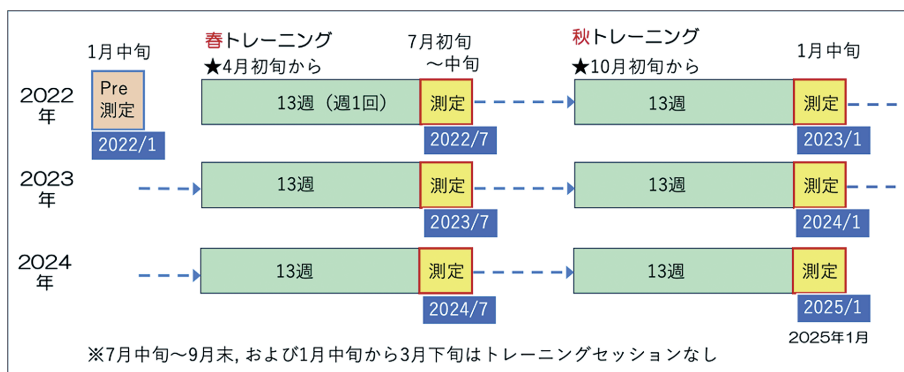 1月中旬
春トレーニング
★4月初旬から
7月初旬
～中旬
秋トレーニング
★10月初旬から
1月中旬
2022
年
Pre
測定
2022/1
13週（週1回）
測定
2022/7
13週
測定
2023/1
2023
年
13週
測定
2023/7
13週
測定
2024/1
2024
年
13週
測定
2024/7
13週
測定
2025/1
2025年1月
※7月中旬～9月末, および1月中旬から3月下旬はトレーニングセッションなし